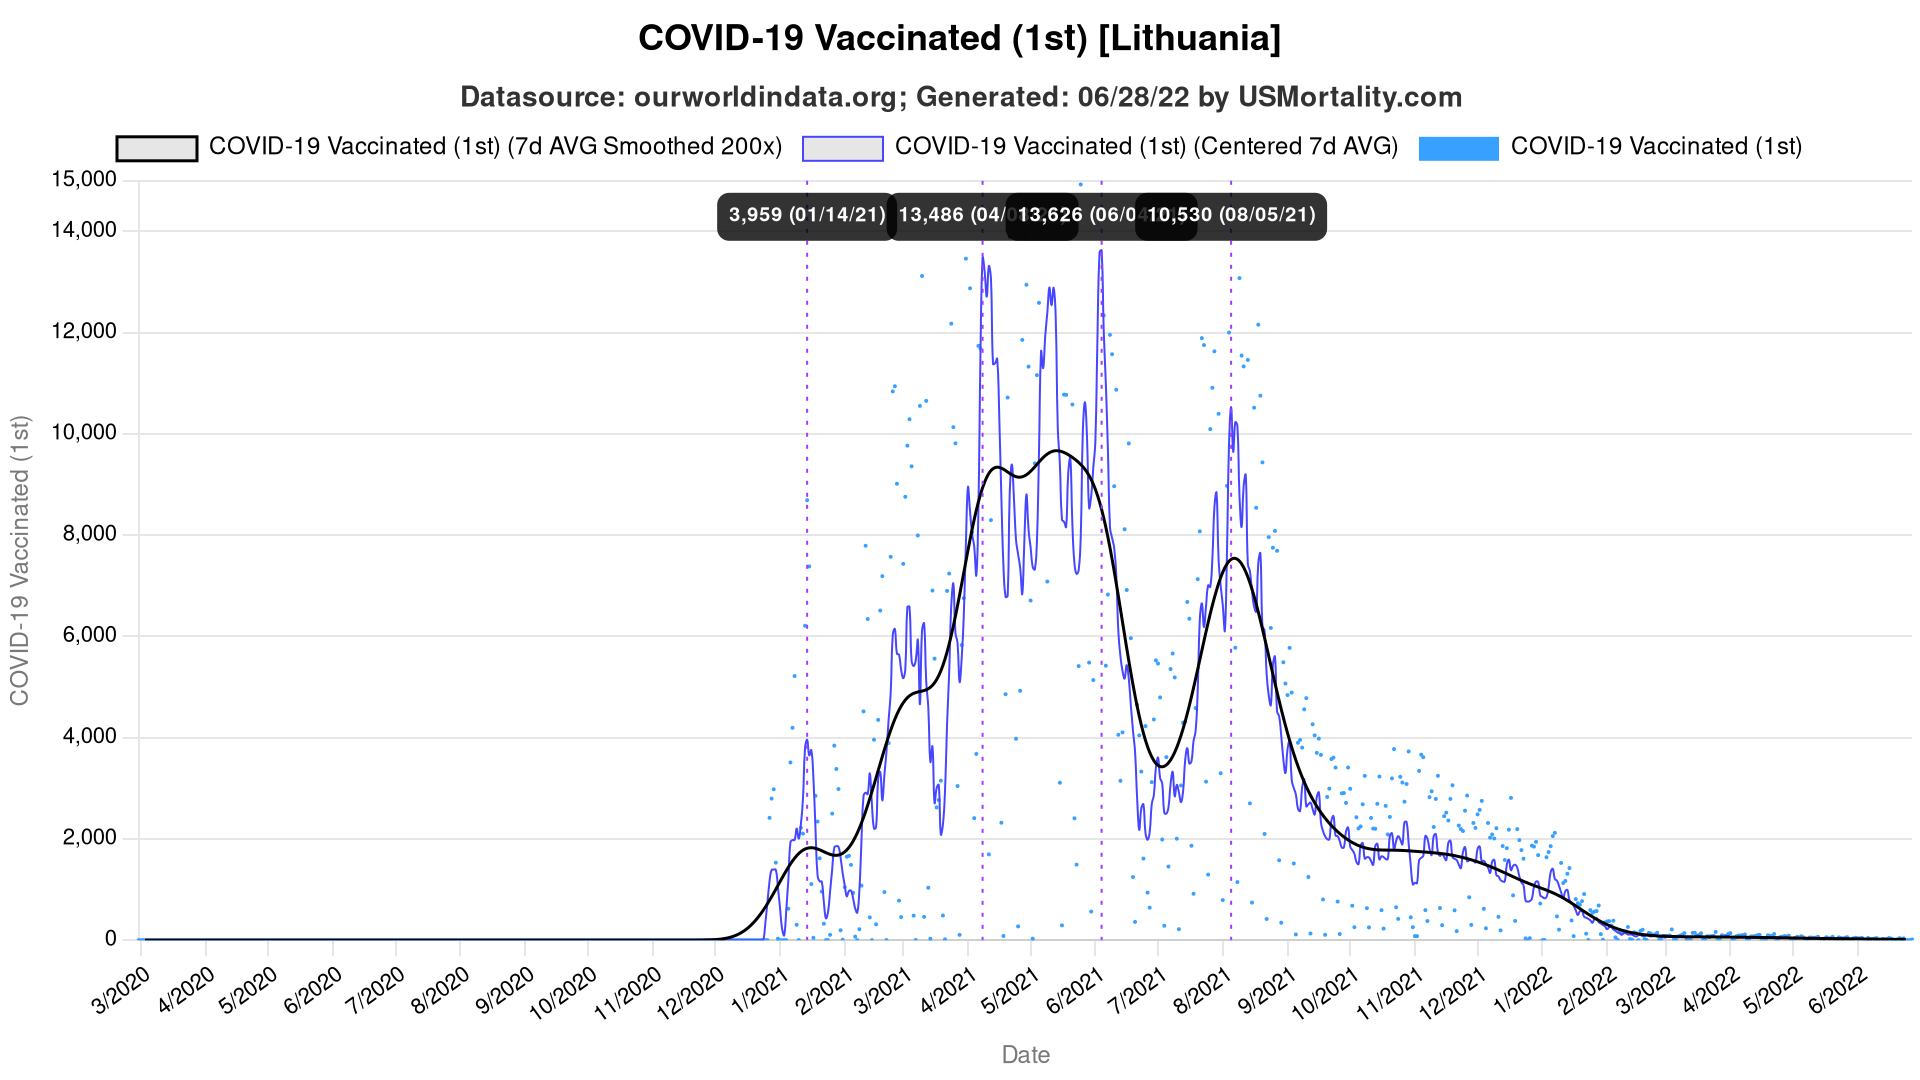 COVID-19 Vaccinated (1st) [Lithuania]
Datasource: ourworldindata.org; Generated: 06/28/22 by USMortality.com
COVID-19 Vaccinated (1st) (7d AVG Smoothed 200x) COVID-19 Vaccinated (1st) (Centered 7d AVG) COVID-19 Vaccinated (1st)
15,000
3,959 (01/14/21) 13,486 (04/0 13,626 (06/04 10,530 (08/05/21)
14,000
12,000
10,000
8,000
6,000
4,000
2,000
0
COVID-19 Vaccinated (1st)
3/2020 4/2020 5/2020 6/2020 7/2020 8/2020 9/2020 10/2020 11/2020 12/2020 1/2021 2/2021 3/2021 4/2021 5/2021 6/2021 7/2021 8/2021 9/2021 10/2021 11/2021 12/2021 1/2022 2/2022 3/2022 4/2022 5/2022 6/2022
Date